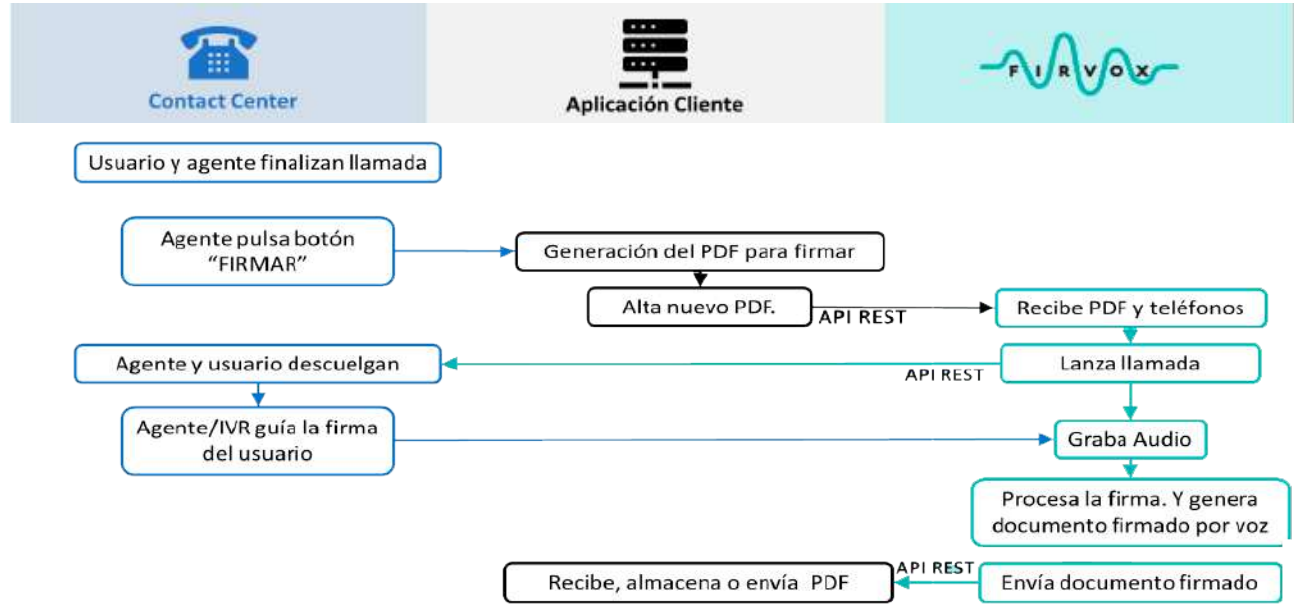 Contact Center
Aplicación Cliente
FIRVOX
Usuario y agente finalizan llamada
Agente pulsa botón
“FIRMAR”
Generación del PDF para firmar
Alta nuevo PDF.
API REST
Recibe PDF y teléfonos
Agente y usuario descuelgan
API REST
Lanza llamada
Agente/IVR guía la firma
del usuario
Graba Audio
Procesa la firma. Y genera
documento firmado por voz
Recibe, almacena o envía PDF
API REST
Envía documento firmado